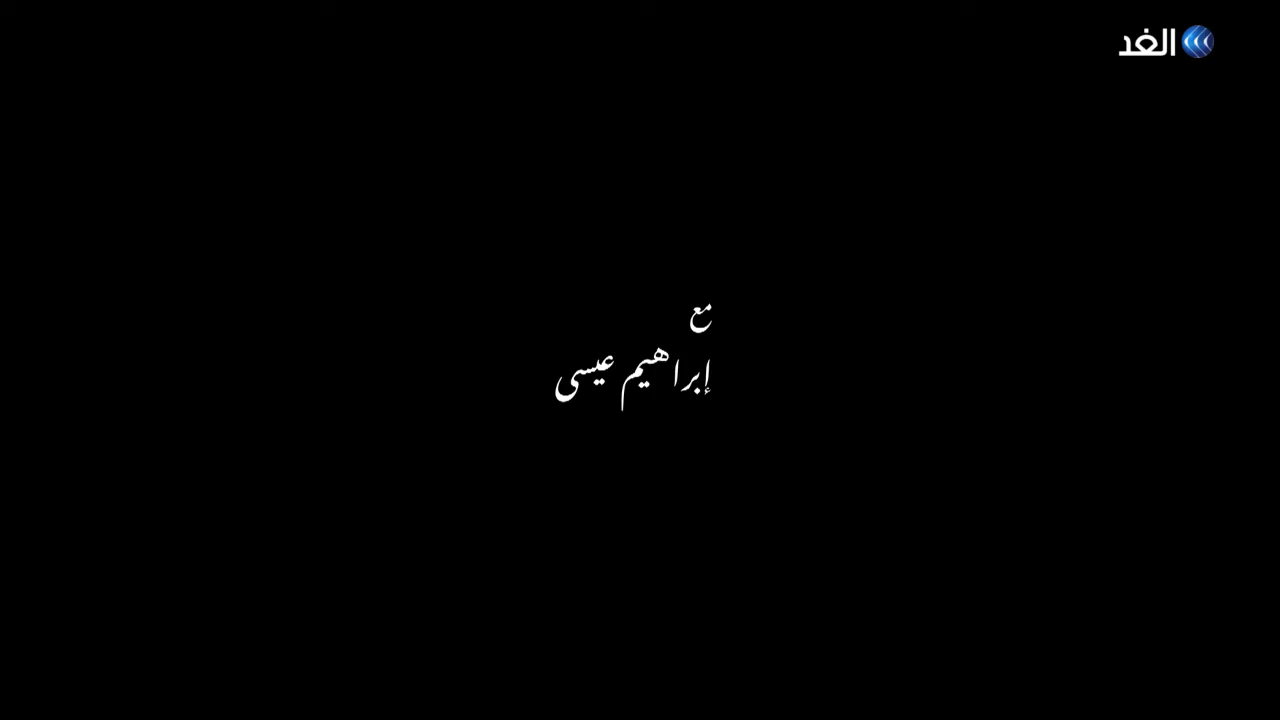 الغد
مع
إبراهيم عيسى